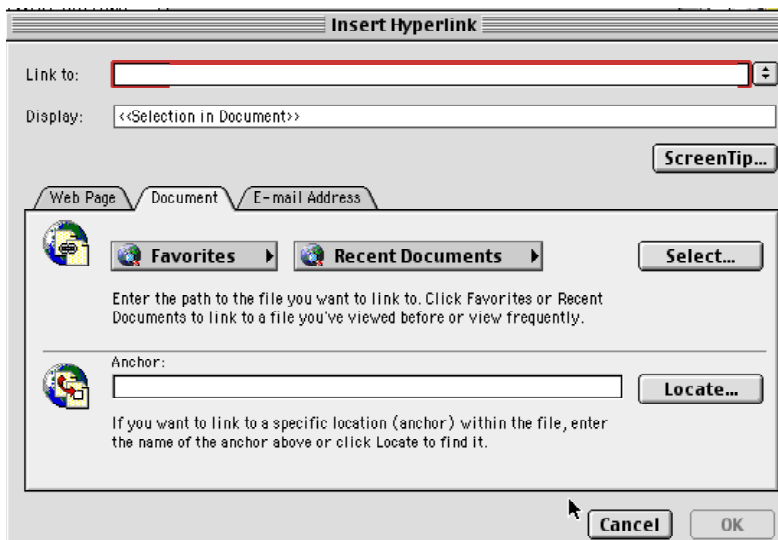 Insert Hyperlink
Link to:
Display: <<Selection in Document>>
ScreenTip...
Web Page Document E-mail Address
Favorites Recent Documents Select...
Enter the path to the file you want to link to. Click Favorites or Recent
Documents to link to a file you've viewed before or view frequently.
Anchor:
Locate...
If you want to link to a specific location (anchor) within the file, enter
the name of the anchor above or click Locate to find it.
Cancel OK